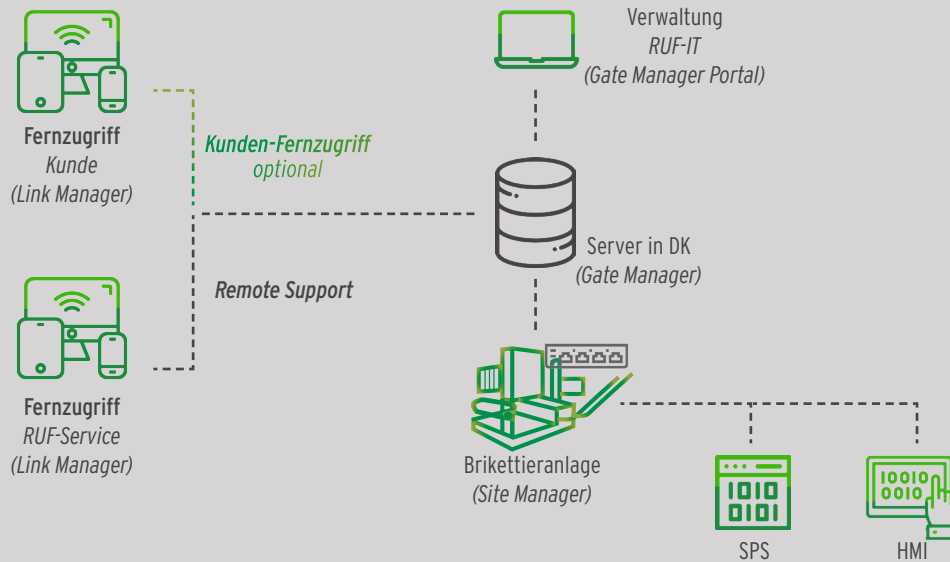 Fernzugriff
Kunde
(Link Manager)
Kunden-Fernzugriff
optional
Verwaltung
RUF-IT
(Gate Manager Portal)
Server in DK
(Gate Manager)
Remote Support
Fernzugriff
RUF-Service
(Link Manager)
Brikettieranlage
(Site Manager)
1010
0101
SPS
10010
0010
HMI